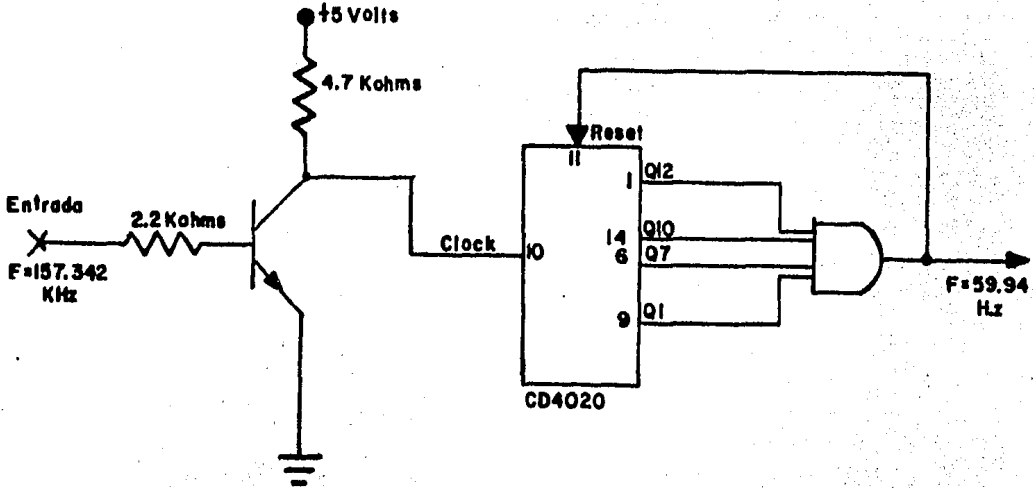 +5 Volts
4.7 Kohms
Reset
11
1
Q12
Entrada
2.2 Kohms
14
Q10
Clock
10
6
Q7
F=157.342
KHz
F=59.94
H.z
9
Q1
CD4020